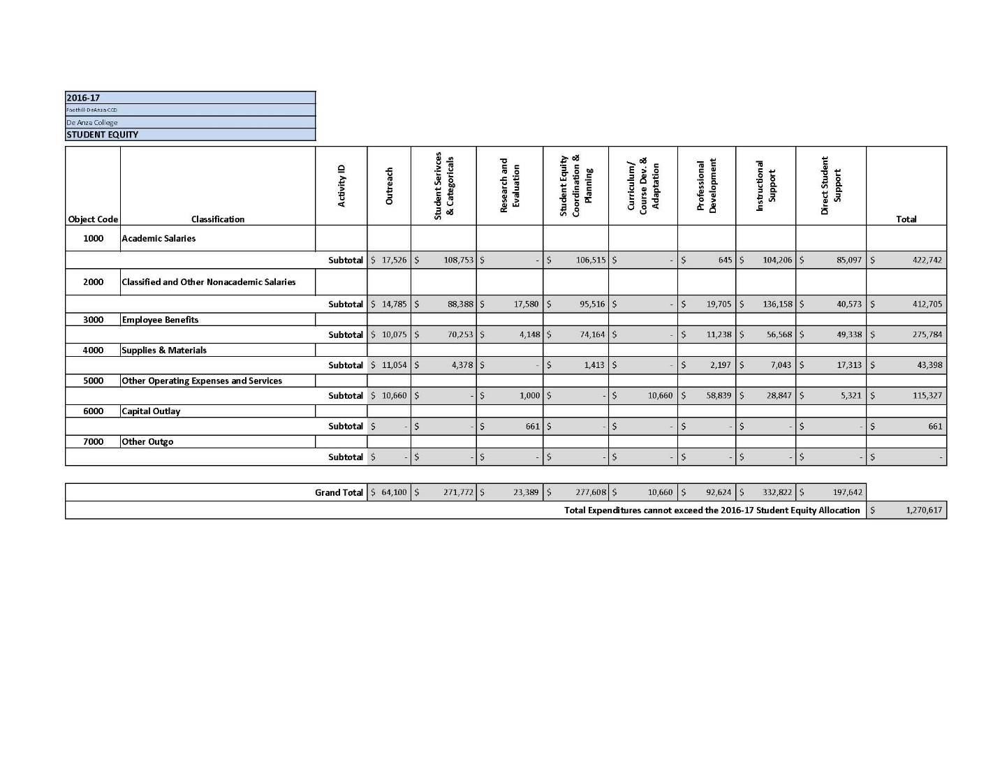 2016-17
Foothill-DeAnza CCD
De Anza College
STUDENT EQUITY
Object Code Classification Activity ID Outreach Student Serivces & Categoricals Research and Evaluation Student Equity Coordination & Planning Curriculum/ Course Dev. & Adaptation Professional Development Instructional Support Direct Student Support Total
1000 Academic Salaries
Subtotal $ 17,526 $ 108,753 $ - $ 106,515 $ - $ 645 $ 104,206 $ 85,097 $ 422,742
2000 Classified and Other Nonacademic Salaries
Subtotal $ 14,785 $ 88,388 $ 17,580 $ 95,516 $ - $ 19,705 $ 136,158 $ 40,573 $ 412,705
3000 Employee Benefits
Subtotal $ 10,075 $ 70,253 $ 4,148 $ 74,164 $ - $ 11,238 $ 56,568 $ 49,338 $ 275,784
4000 Supplies & Materials
Subtotal $ 11,054 $ 4,378 $ - $ 1,413 $ - $ 2,197 $ 7,043 $ 17,313 $ 43,398
5000 Other Operating Expenses and Services
Subtotal $ 10,660 $ - $ 1,000 $ - $ 10,660 $ 58,839 $ 28,847 $ 5,321 $ 115,327
6000 Capital Outlay
Subtotal $ - $ - $ 661 $ - $ - $ - $ - $ - $ 661
7000 Other Outgo
Subtotal $ - $ - $ - $ - $ - $ - $ - $ - $ -
Grand Total $ 64,100 $ 271,772 $ 23,389 $ 277,608 $ 10,660 $ 92,624 $ 332,822 $ 197,642
Total Expenditures cannot exceed the 2016-17 Student Equity Allocation $ 1,270,617